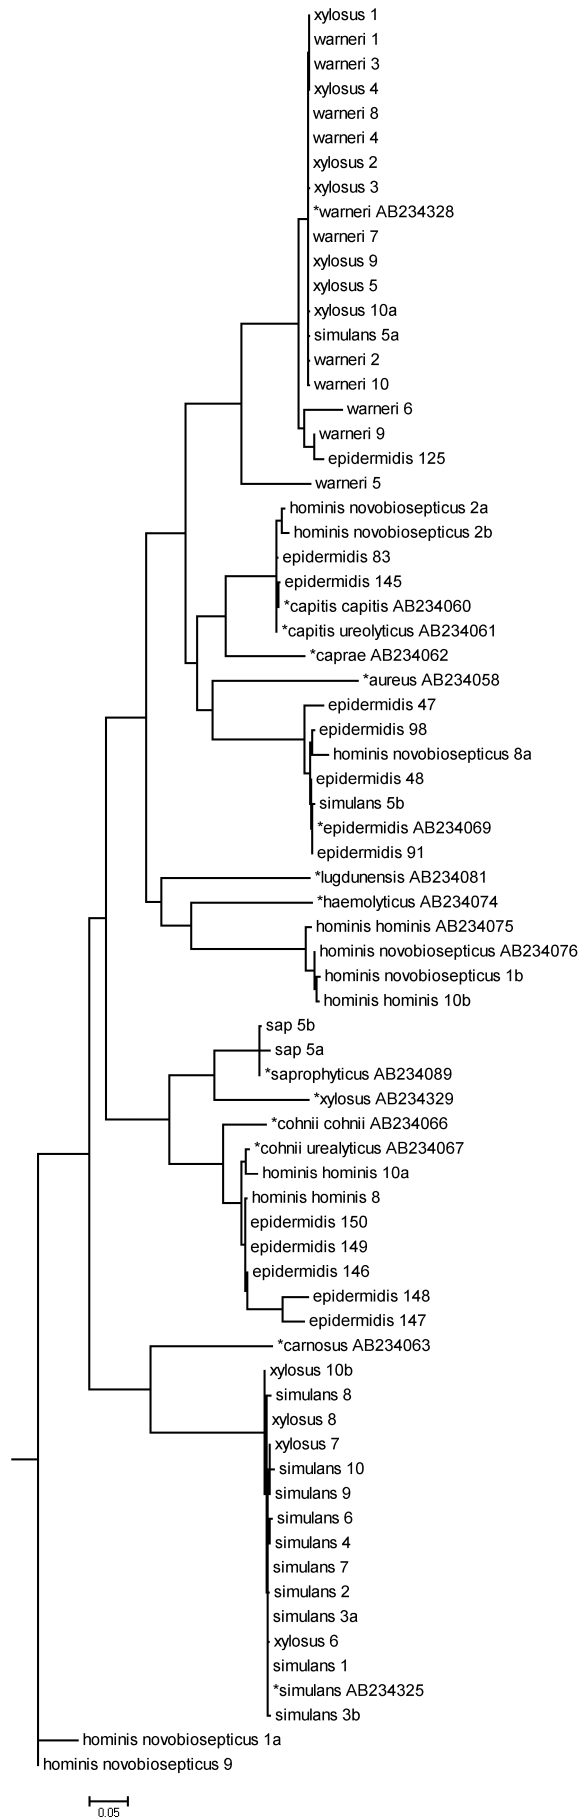 xylosus 1
warneri 1
warneri 3
xylosus 4
warneri 8
warneri 4
xylosus 2
xylosus 3
*warneri AB234328
warneri 7
xylosus 9
xylosus 5
xylosus 10a
simulans 5a
warneri 2
warneri 10
warneri 6
warneri 9
epidermidis 125
warneri 5
hominis novobiosepticus 2a
hominis novobiosepticus 2b
epidermidis 83
epidermidis 145
*capitis capitis AB234060
*capitis ureolyticus AB234061
*caprae AB234062
*aureus AB234058
epidermidis 47
epidermidis 98
hominis novobiosepticus 8a
epidermidis 48
simulans 5b
*epidermidis AB234069
epidermidis 91
*lugdunensis AB234081
*haemolyticus AB234074
hominis hominis AB234075
hominis novobiosepticus AB234076
hominis novobiosepticus 1b
hominis hominis 10b
sap 5b
sap 5a
*saprophyticus AB234089
*xylosus AB234329
*cohnii cohnii AB234066
*cohnii urealyticus AB234067
hominis hominis 10a
hominis hominis 8
epidermidis 150
epidermidis 149
epidermidis 146
epidermidis 148
epidermidis 147
*carnosus AB234063
xylosus 10b
simulans 8
xylosus 8
xylosus 7
simulans 10
simulans 9
simulans 6
simulans 4
simulans 7
simulans 2
simulans 3a
xylosus 6
simulans 1
*simulans AB234325
simulans 3b
hominis novobiosepticus 1a
hominis novobiosepticus 9
0.05